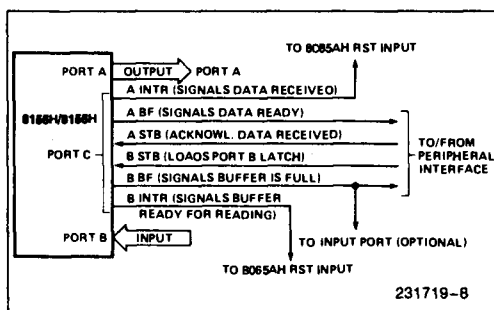 TO 8085AH RST INPUT
PORT A
OUTPUT
PORT A
A INTR (SIGNALS DATA RECEIVED)
8155H/8156H
A BF (SIGNALS DATA READY)
A STB (ACKNOWL. DATA RECEIVED)
PORT C
B STB (LOADS PORT B LATCH)
TO/FROM
PERIPHERAL
INTERFACE
B BF (SIGNALS BUFFER IS FULL)
B INTR (SIGNALS BUFFER
READY FOR READING)
PORT B
INPUT
TO INPUT PORT (OPTIONAL)
TO 8085AH RST INPUT
231719-8